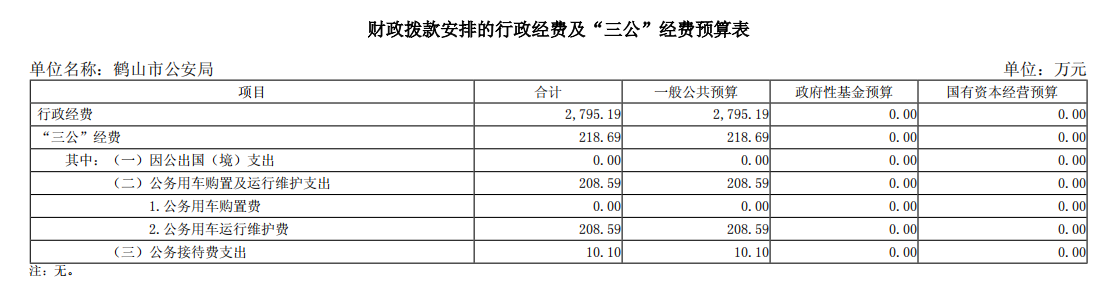 财政拨款安排的行政经费及“三公”经费预算表
单位名称：鹤山市公安局 单位：万元
项目 合计 一般公共预算 政府性基金预算 国有资本经营预算
行政经费 2,795.19 2,795.19 0.00 0.00
“三公”经费 218.69 218.69 0.00 0.00
其中：（一）因公出国（境）支出 0.00 0.00 0.00 0.00
（二）公务用车购置及运行维护支出 208.59 208.59 0.00 0.00
1.公务用车购置费 0.00 0.00 0.00 0.00
2.公务用车运行维护费 208.59 208.59 0.00 0.00
（三）公务接待费支出 10.10 10.10 0.00 0.00
注：无。